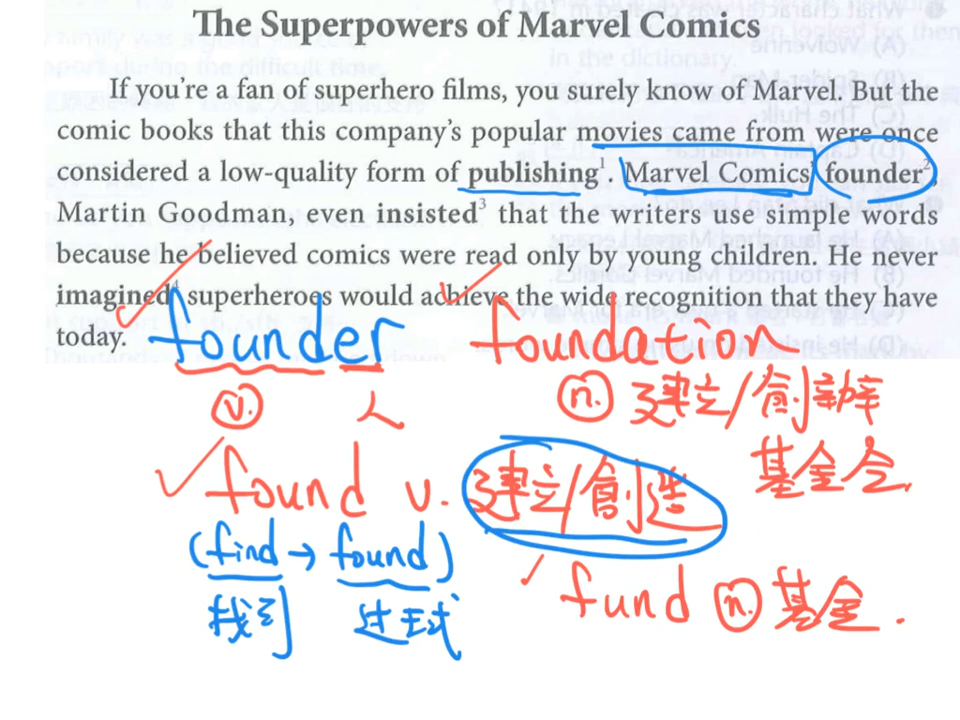 The Superpowers of Marvel Comics
If you're a fan of superhero films, you surely know of Marvel. But the
comic books that this company's popular movies came from were once
considered a low-quality form of publishing¹. Marvel Comics founder²,
Martin Goodman, even insisted³ that the writers use simple words
because he believed comics were read only by young children. He never
imagined⁴ superheroes would achieve the wide recognition that they have
today.
founder
foundation
v. 人
n. 建立/創辦
基金会
found v. 建立/創造
(find → found)
找到 过去式
fund n. 基金.